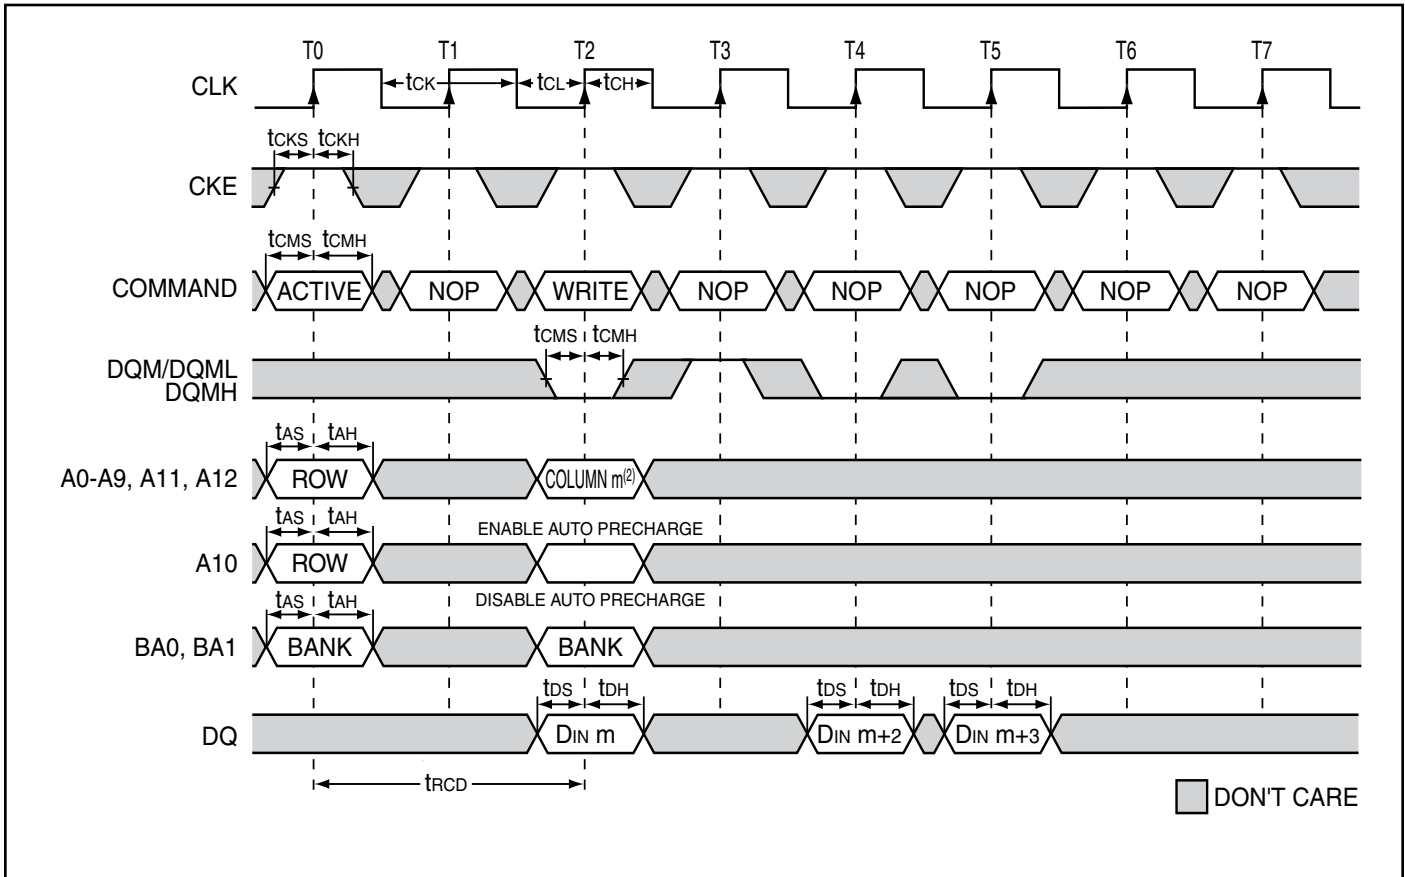 T0 T1 T2 T3 T4 T5 T6 T7
CLK tCK tCL tCH
tCKS tCKH
CKE
tCMS tCMH
COMMAND ACTIVE NOP WRITE NOP NOP NOP NOP NOP
tCMS tCMH
DQM/DQML
DQMH
tAS tAH
A0-A9, A11, A12 ROW COLUMN m(2)
tAS tAH ENABLE AUTO PRECHARGE
A10 ROW
tAS tAH DISABLE AUTO PRECHARGE
BA0, BA1 BANK BANK
tDS tDH tDS tDH tDS tDH
DQ DIN m DIN m+2 DIN m+3
tRCD
DON'T CARE